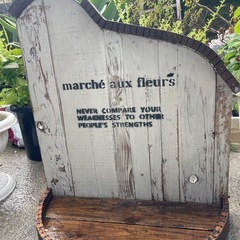 marché aux fleurs
NEVER COMPARE YOUR
WEAKNESSES TO OTHER
PEOPLE'S STRENGTHS